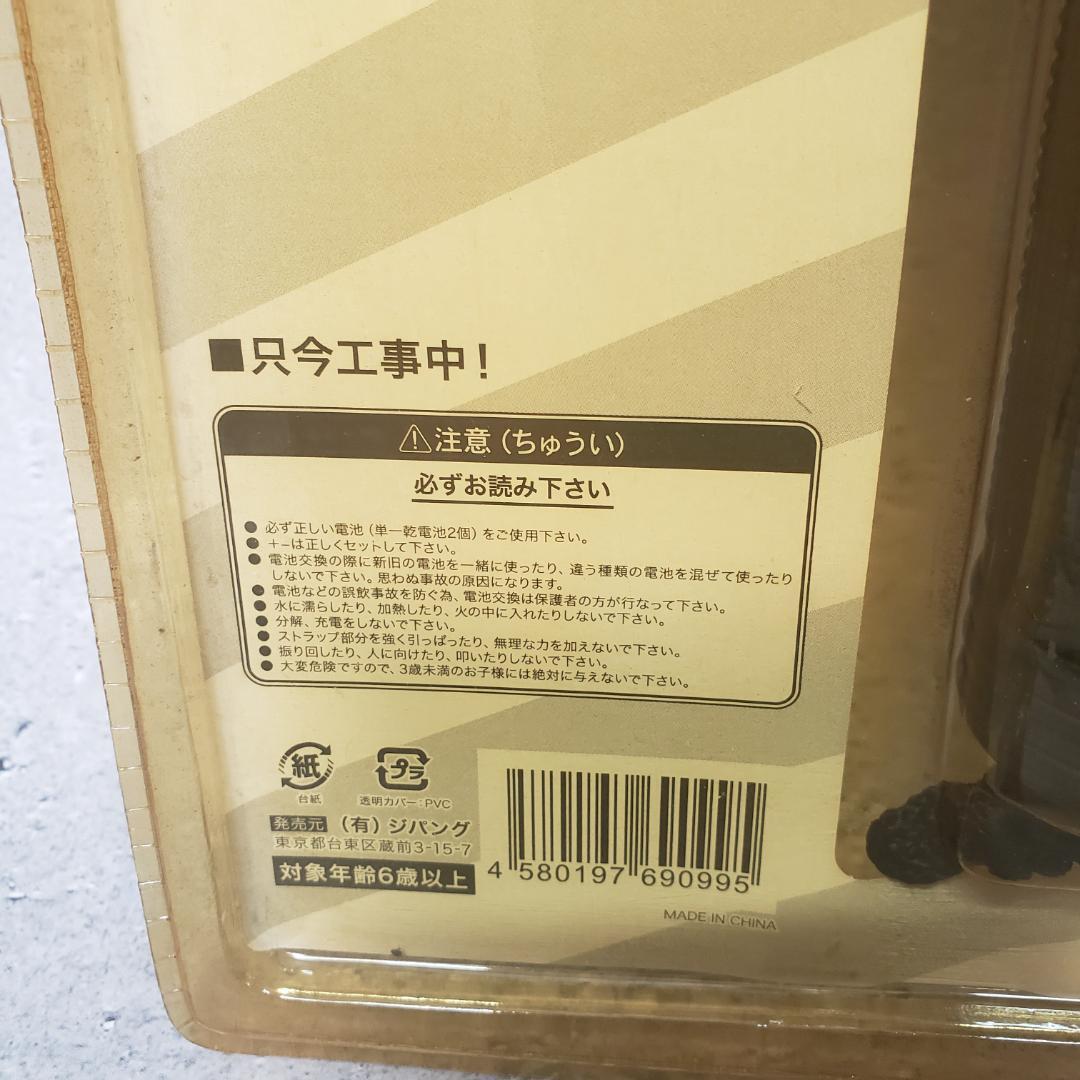 ■只今工事中!
⚠注意(ちゅうい)
必ずお読み下さい
●必ず正しい電池(単一乾電池2個)をご使用下さい。
●+−は正しくセットして下さい。
●電池交換の際に新旧の電池を一緒に使ったり、違う種類の電池を混ぜて使ったり
しないで下さい。思わぬ事故の原因になります。
●電池などの誤飲事故を防ぐ為、電池交換は保護者の方が行なって下さい。
●水に濡らしたり、加熱したり、火の中に入れたりしないで下さい。
●分解、充電をしないで下さい。
●ストラップ部分を強く引っぱったり、無理な力を加えないで下さい。
●振り回したり、人に向けたり、叩いたりしないで下さい。
●大変危険ですので、3歳未満のお子様には絶対に与えないで下さい。
紙 プラ
台紙 透明カバー:PVC
発売元 (有)ジパング
東京都台東区蔵前3-15-7
対象年齢6歳以上
4 580197 690995
MADE IN CHINA